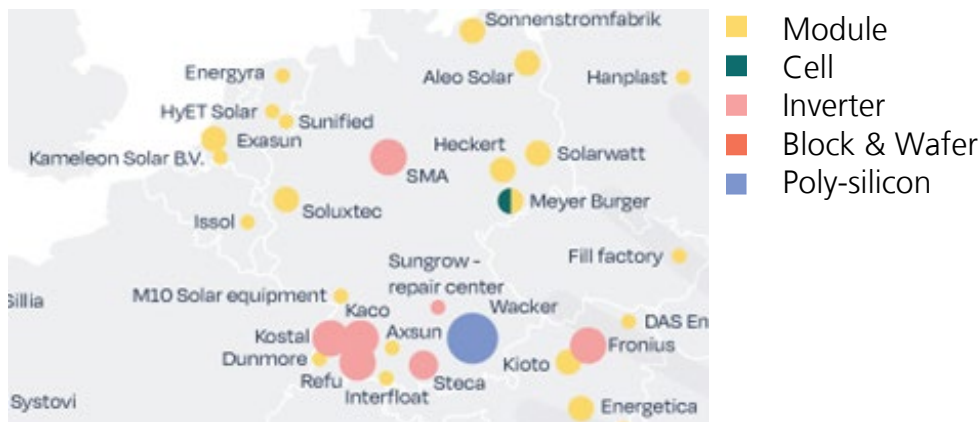 Sonnenstromfabrik
Energyra
Aleo Solar
Hanplast
HyET Solar
Sunified
Exasun
Kameleon Solar B.V.
Heckert
Solarwatt
SMA
Meyer Burger
Soluxtec
Issol
Fill factory
Sungrow -
repair center
M10 Solar equipment
Wacker
Kaco
Kostal
Axsun
DAS En
Fronius
Dunmore
Kioto
Refu
Steca
Interfloat
Systovi
Energetica
Module
Cell
Inverter
Block & Wafer
Poly-silicon